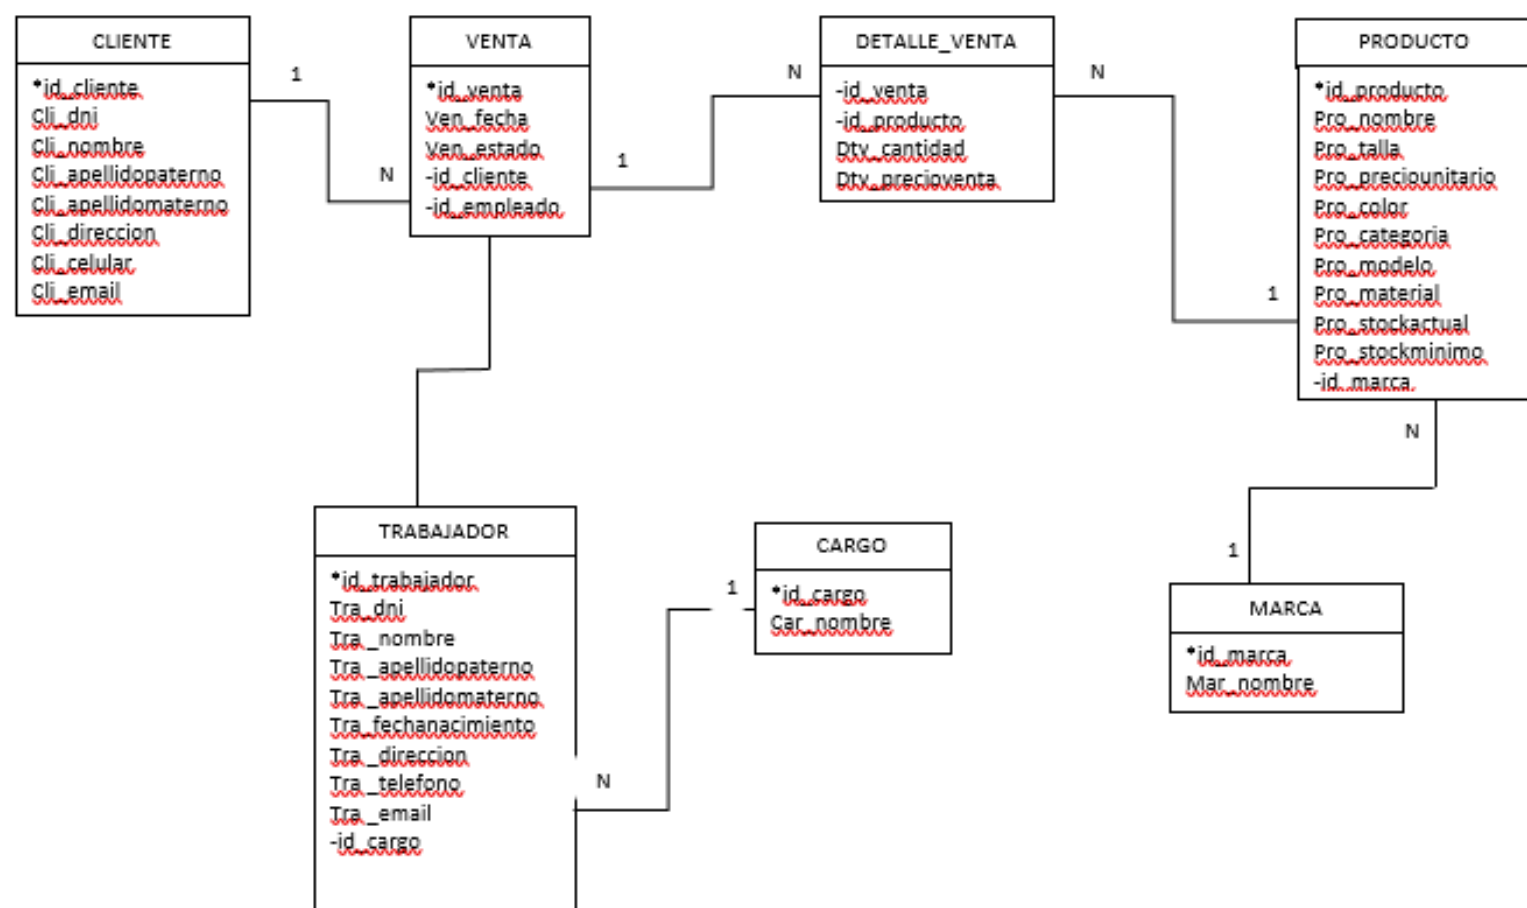 CLIENTE
*id_cliente
Cli_dni
Cli_nombre
Cli_apellidopaterno
Cli_apellidomaterno
Cli_direccion
Cli_celular
Cli_email
1
N
VENTA
*id_venta
Ven_fecha
Ven_estado
-id_cliente
-id_empleado
1
N
DETALLE_VENTA
-id_venta
-id_producto
Dtv_cantidad
Dtv_precioventa
N
1
PRODUCTO
*id_producto
Pro_nombre
Pro_talla
Pro_preciounitario
Pro_color
Pro_categoria
Pro_modelo
Pro_material
Pro_stockactual
Pro_stockminimo
-id_marca
N
1
TRABAJADOR
*id_trabajador
Tra_dni
Tra_nombre
Tra_apellidopaterno
Tra_apellidomaterno
Tra_fechanacimiento
Tra_direccion
Tra_telefono
Tra_email
-id_cargo
N
1
CARGO
*id_cargo
Car_nombre
MARCA
*id_marca
Mar_nombre